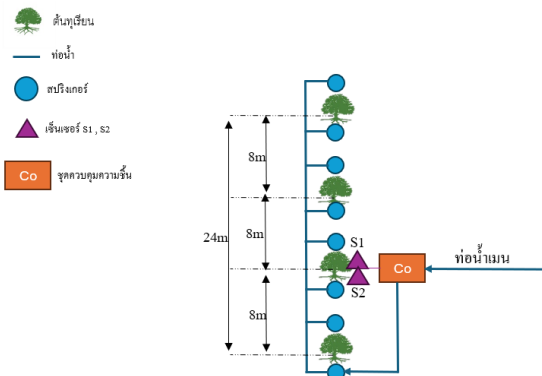 ต้นทุเรียน
ท่อน้ำ
สปริงเกอร์
เซ็นเซอร์ S1 , S2
Co ชุดควบคุมความชื้น
8m
24m
8m
8m
S1
S2
Co
ท่อน้ำเมน